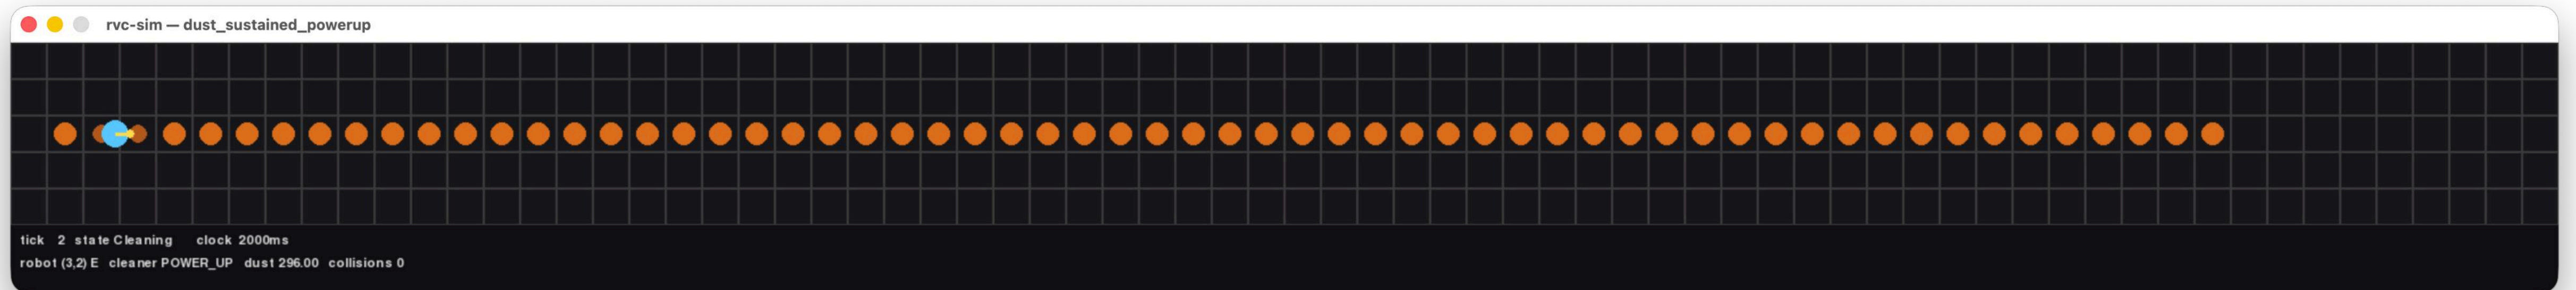 rvc-sim — dust_sustained_powerup
tick 2 state Cleaning clock 2000ms
robot (3,2) E cleaner POWER_UP dust 296.00 collisions 0